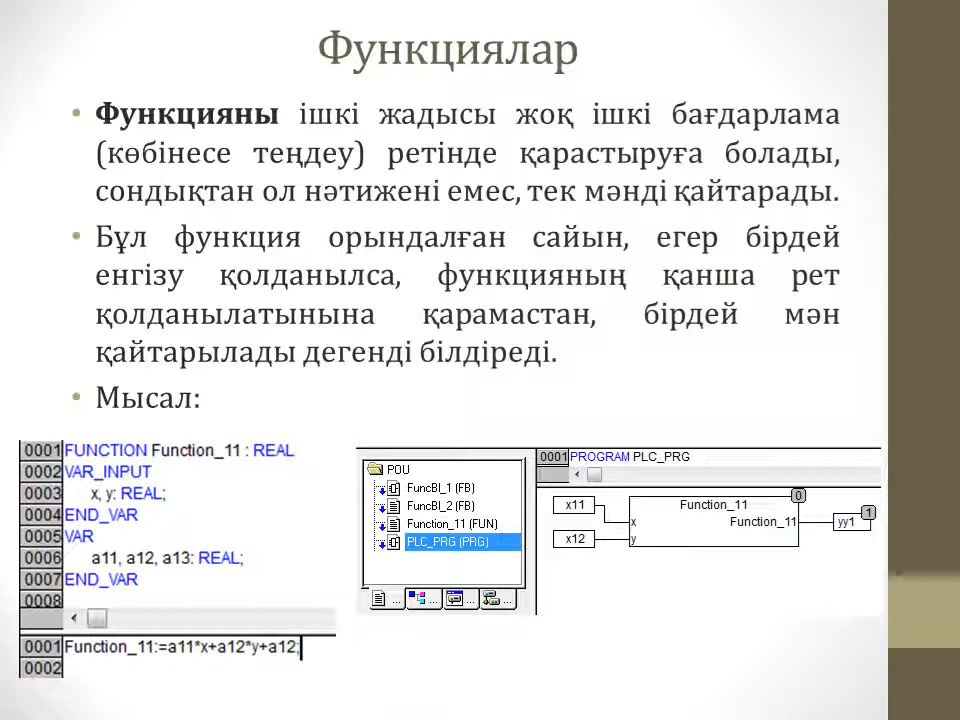 Функциялар
• Функцияны ішкі жадысы жоқ ішкі бағдарлама
(көбінесе теңдеу) ретінде қарастыруға болады,
сондықтан ол нәтижені емес, тек мәнді қайтарады.
• Бұл функция орындалған сайын, егер бірдей
енгізу қолданылса, функцияның қанша рет
қолданылатынына қарамастан, бірдей мән
қайтарылады дегенді білдіреді.
• Мысал:
0001 FUNCTION Function_11 : REAL
0002 VAR_INPUT
0003 x, y: REAL;
0004 END_VAR
0005 VAR
0006 a11, a12, a13: REAL;
0007 END_VAR
0008
0001 Function_11:=a11*x+a12*y+a12;
0002
POU
FuncBl_1 (FB)
FuncBl_2 (FB)
Function_11 (FUN)
PLC_PRG (PRG)
... ... ... ...
0001 PROGRAM PLC_PRG
0
x11 Function_11 1
x Function_11 yy1
x12 y